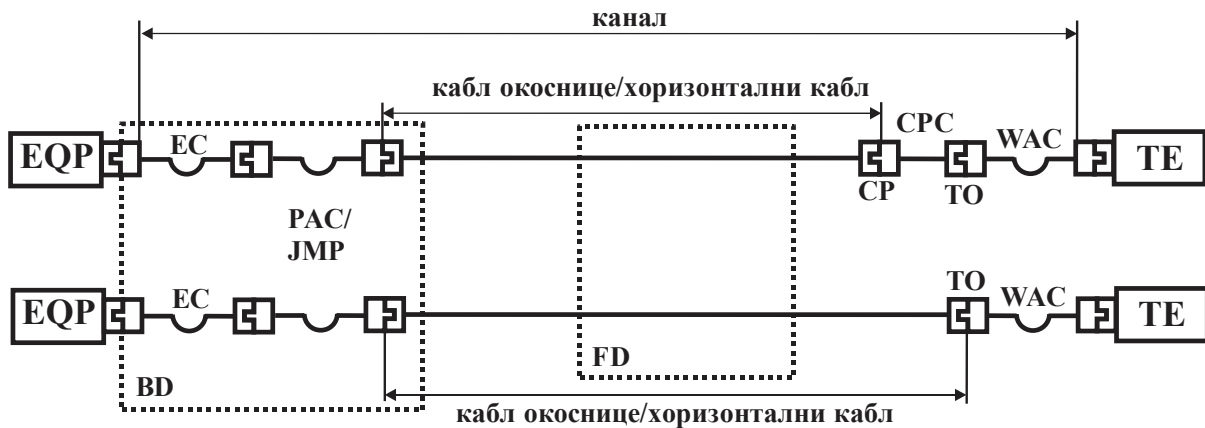 канал
кабл окоснице/хоризонтални кабл
EQP
EC
PAC/
JMP
CP
CPC
TO
WAC
TE
EQP
EC
TO
WAC
TE
BD
FD
кабл окоснице/хоризонтални кабл